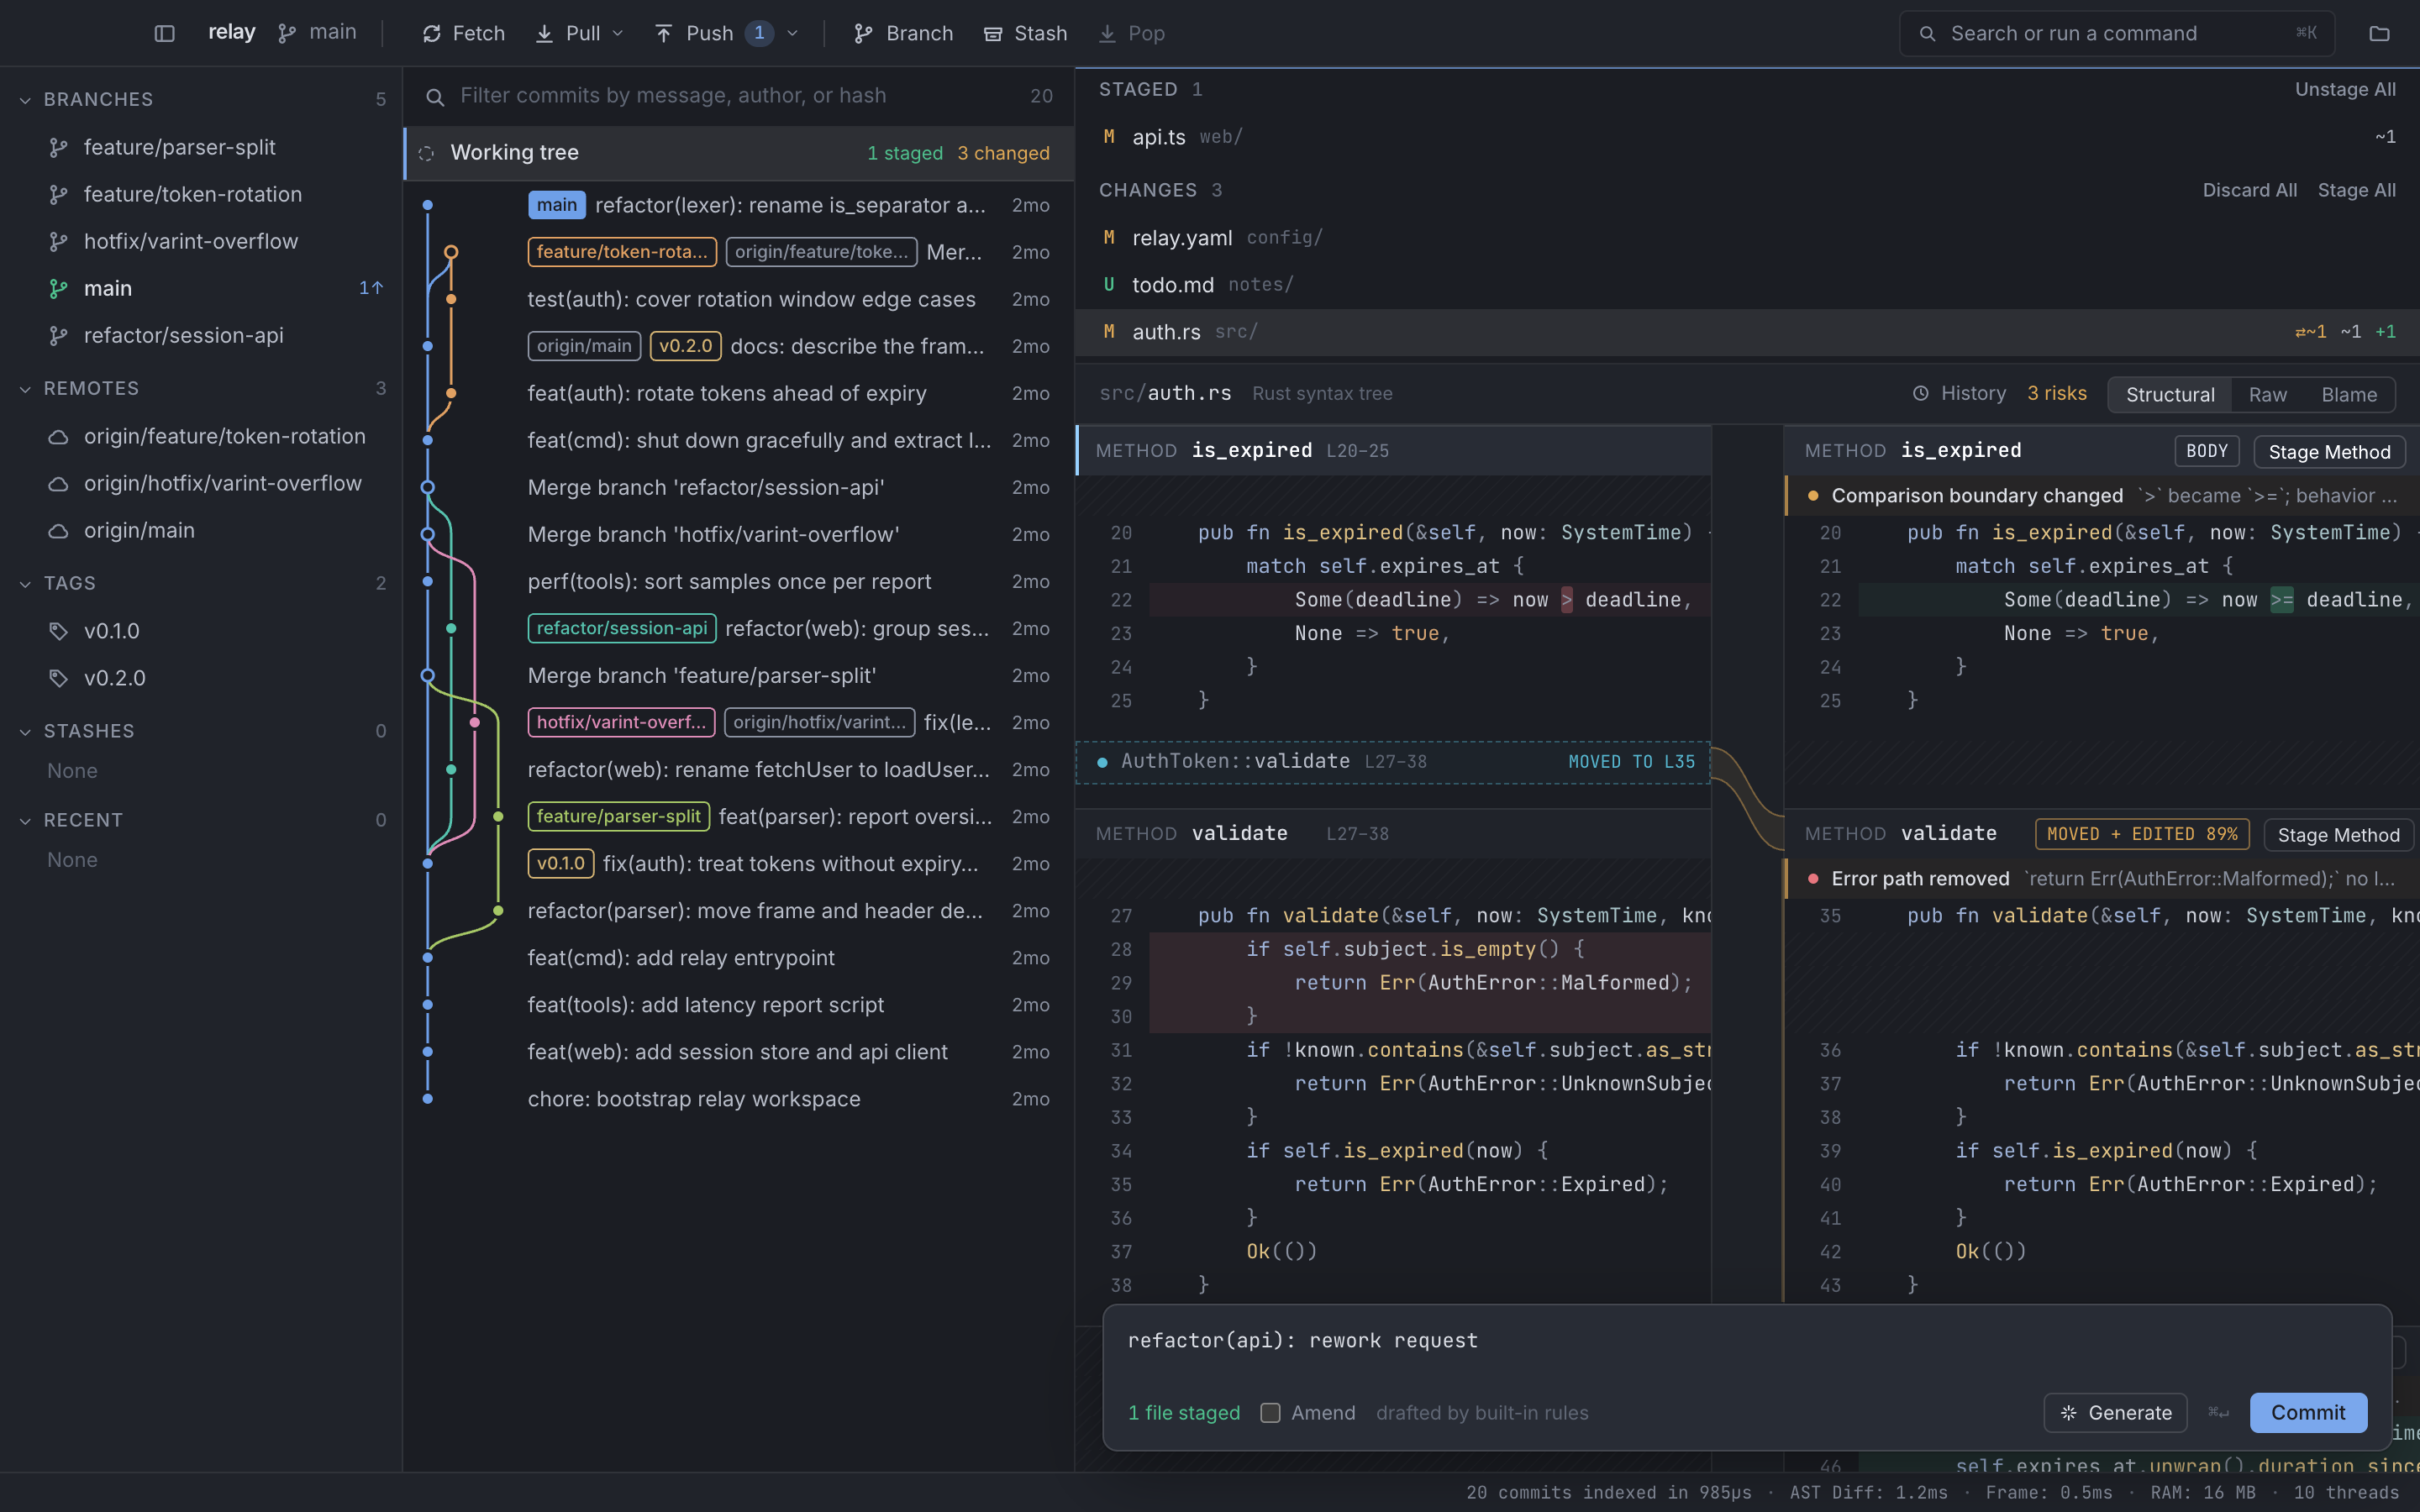 relay main Fetch Pull Push 1 Branch Stash Pop Search or run a command ⌘K
BRANCHES 5
feature/parser-split
feature/token-rotation
hotfix/varint-overflow
main 1↑
refactor/session-api
REMOTES 3
origin/feature/token-rotation
origin/hotfix/varint-overflow
origin/main
TAGS 2
v0.1.0
v0.2.0
STASHES 0
None
RECENT 0
None
Filter commits by message, author, or hash 20
Working tree 1 staged 3 changed
main refactor(lexer): rename is_separator a... 2mo
feature/token-rota... origin/feature/toke... Mer... 2mo
test(auth): cover rotation window edge cases 2mo
origin/main v0.2.0 docs: describe the fram... 2mo
feat(auth): rotate tokens ahead of expiry 2mo
feat(cmd): shut down gracefully and extract l... 2mo
Merge branch 'refactor/session-api' 2mo
Merge branch 'hotfix/varint-overflow' 2mo
perf(tools): sort samples once per report 2mo
refactor/session-api refactor(web): group ses... 2mo
Merge branch 'feature/parser-split' 2mo
hotfix/varint-overf... origin/hotfix/varint... fix(le... 2mo
refactor(web): rename fetchUser to loadUser... 2mo
feature/parser-split feat(parser): report oversi... 2mo
v0.1.0 fix(auth): treat tokens without expiry... 2mo
refactor(parser): move frame and header de... 2mo
feat(cmd): add relay entrypoint 2mo
feat(tools): add latency report script 2mo
feat(web): add session store and api client 2mo
chore: bootstrap relay workspace 2mo
STAGED 1 Unstage All
M api.ts web/ ~1
CHANGES 3 Discard All Stage All
M relay.yaml config/
U todo.md notes/
M auth.rs src/ ⇄~1 ~1 +1
src/auth.rs Rust syntax tree History 3 risks Structural Raw Blame
METHOD is_expired L20–25
20 pub fn is_expired(&self, now: SystemTime)
21 match self.expires_at {
22 Some(deadline) => now > deadline,
23 None => true,
24 }
25 }
AuthToken::validate L27–38 MOVED TO L35
METHOD validate L27–38
27 pub fn validate(&self, now: SystemTime, kno
28 if self.subject.is_empty() {
29 return Err(AuthError::Malformed);
30 }
31 if !known.contains(&self.subject.as_str
32 return Err(AuthError::UnknownSubjec
33 }
34 if self.is_expired(now) {
35 return Err(AuthError::Expired);
36 }
37 Ok(())
38 }
METHOD is_expired BODY Stage Method
Comparison boundary changed `>` became `>=`; behavior ...
20 pub fn is_expired(&self, now: SystemTime)
21 match self.expires_at {
22 Some(deadline) => now >= deadline,
23 None => true,
24 }
25 }
METHOD validate MOVED + EDITED 89% Stage Method
Error path removed `return Err(AuthError::Malformed);` no l...
35 pub fn validate(&self, now: SystemTime, kno
36 if !known.contains(&self.subject.as_str
37 return Err(AuthError::UnknownSubjec
38 }
39 if self.is_expired(now) {
40 return Err(AuthError::Expired);
41 }
42 Ok(())
43 }
46 self.expires_at.unwrap().duration_since
refactor(api): rework request
1 file staged Amend drafted by built-in rules Generate ⌘↵ Commit
20 commits indexed in 985µs · AST Diff: 1.2ms · Frame: 0.5ms · RAM: 16 MB · 10 threads